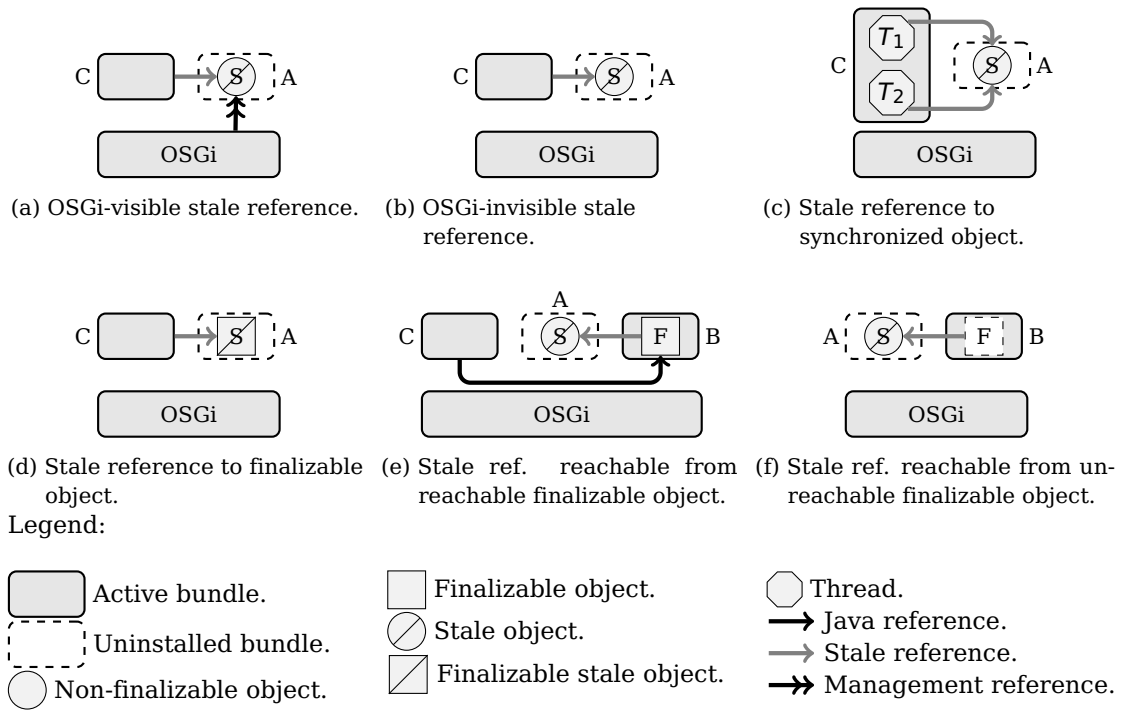 C
S
A
OSGi
(a) OSGi-visible stale reference.
C
S
A
OSGi
(b) OSGi-invisible stale
reference.
T1
C
S
A
T2
OSGi
(c) Stale reference to
synchronized object.
C
S
A
OSGi
(d) Stale reference to finalizable
object.
A
C
S
F
B
OSGi
(e) Stale ref. reachable from
reachable finalizable object.
A
S
F
B
OSGi
(f) Stale ref. reachable from un-
reachable finalizable object.
Legend:
Active bundle.
Uninstalled bundle.
Non-finalizable object.
Finalizable object.
Stale object.
Finalizable stale object.
Thread.
Java reference.
Stale reference.
Management reference.